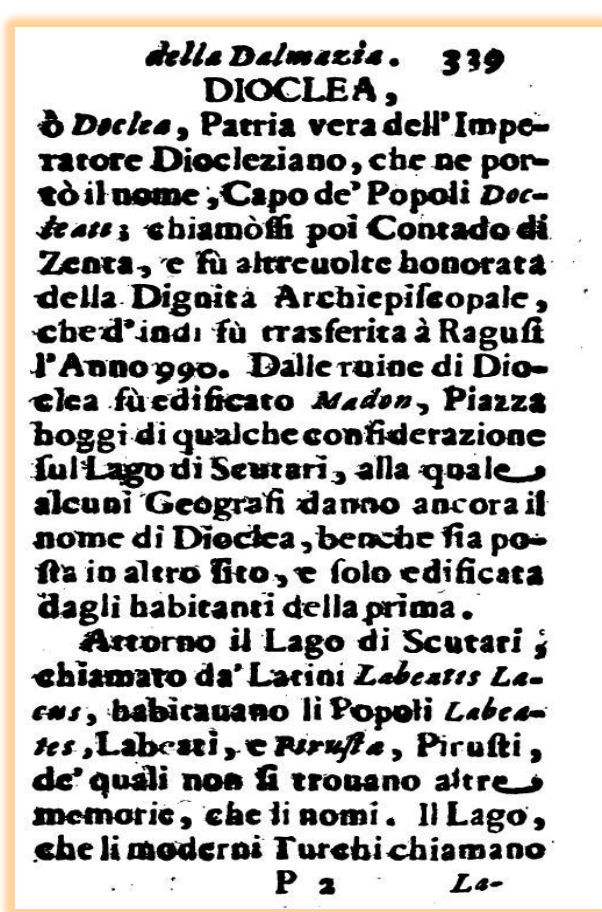 della Dalmazia. 339
DIOCLEA,
ò Doclea, Patria vera dell'Impe-
ratore Diocleziano, che ne por-
tò il nome, Capo de' Popoli Doc-
leati; chiamòſſi poi Contado di
Zenta, e fù altreuolte honorata
della Dignità Archiepiſcopale,
che d'indi fù trasferita à Raguſi
l'Anno 990. Dalle ruine di Dio-
clea fù edificato Madon, Piazza
hoggi di qualche conſiderazione
ſul Lago di Scutari, alla quale
alcuni Geografi danno ancora il
nome di Dioclea, benche ſia po-
ſta in altro ſito, e ſolo edificata
dagli habitanti della prima.
Attorno il Lago di Scutari;
chiamato da' Latini Labeates La-
cus, habitauano li Popoli Labea-
tes, Labeati, e Piruſtæ, Piruſti,
de' quali non ſi trouano altre
memorie, che li nomi. Il Lago,
che li moderni Turchi chiamano
P 2 La-